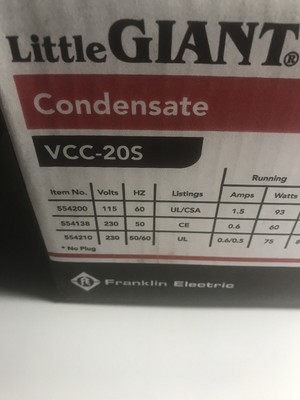 Little GIANT®
Condensate
VCC-20S
Running
Item No. Volts HZ Listings Amps Watts
554200 115 60 UL/CSA 1.5 93
554138 230 50 CE 0.6 60
554210 230 50/60 UL 0.6/0.5 75
* No Plug
Franklin Electric